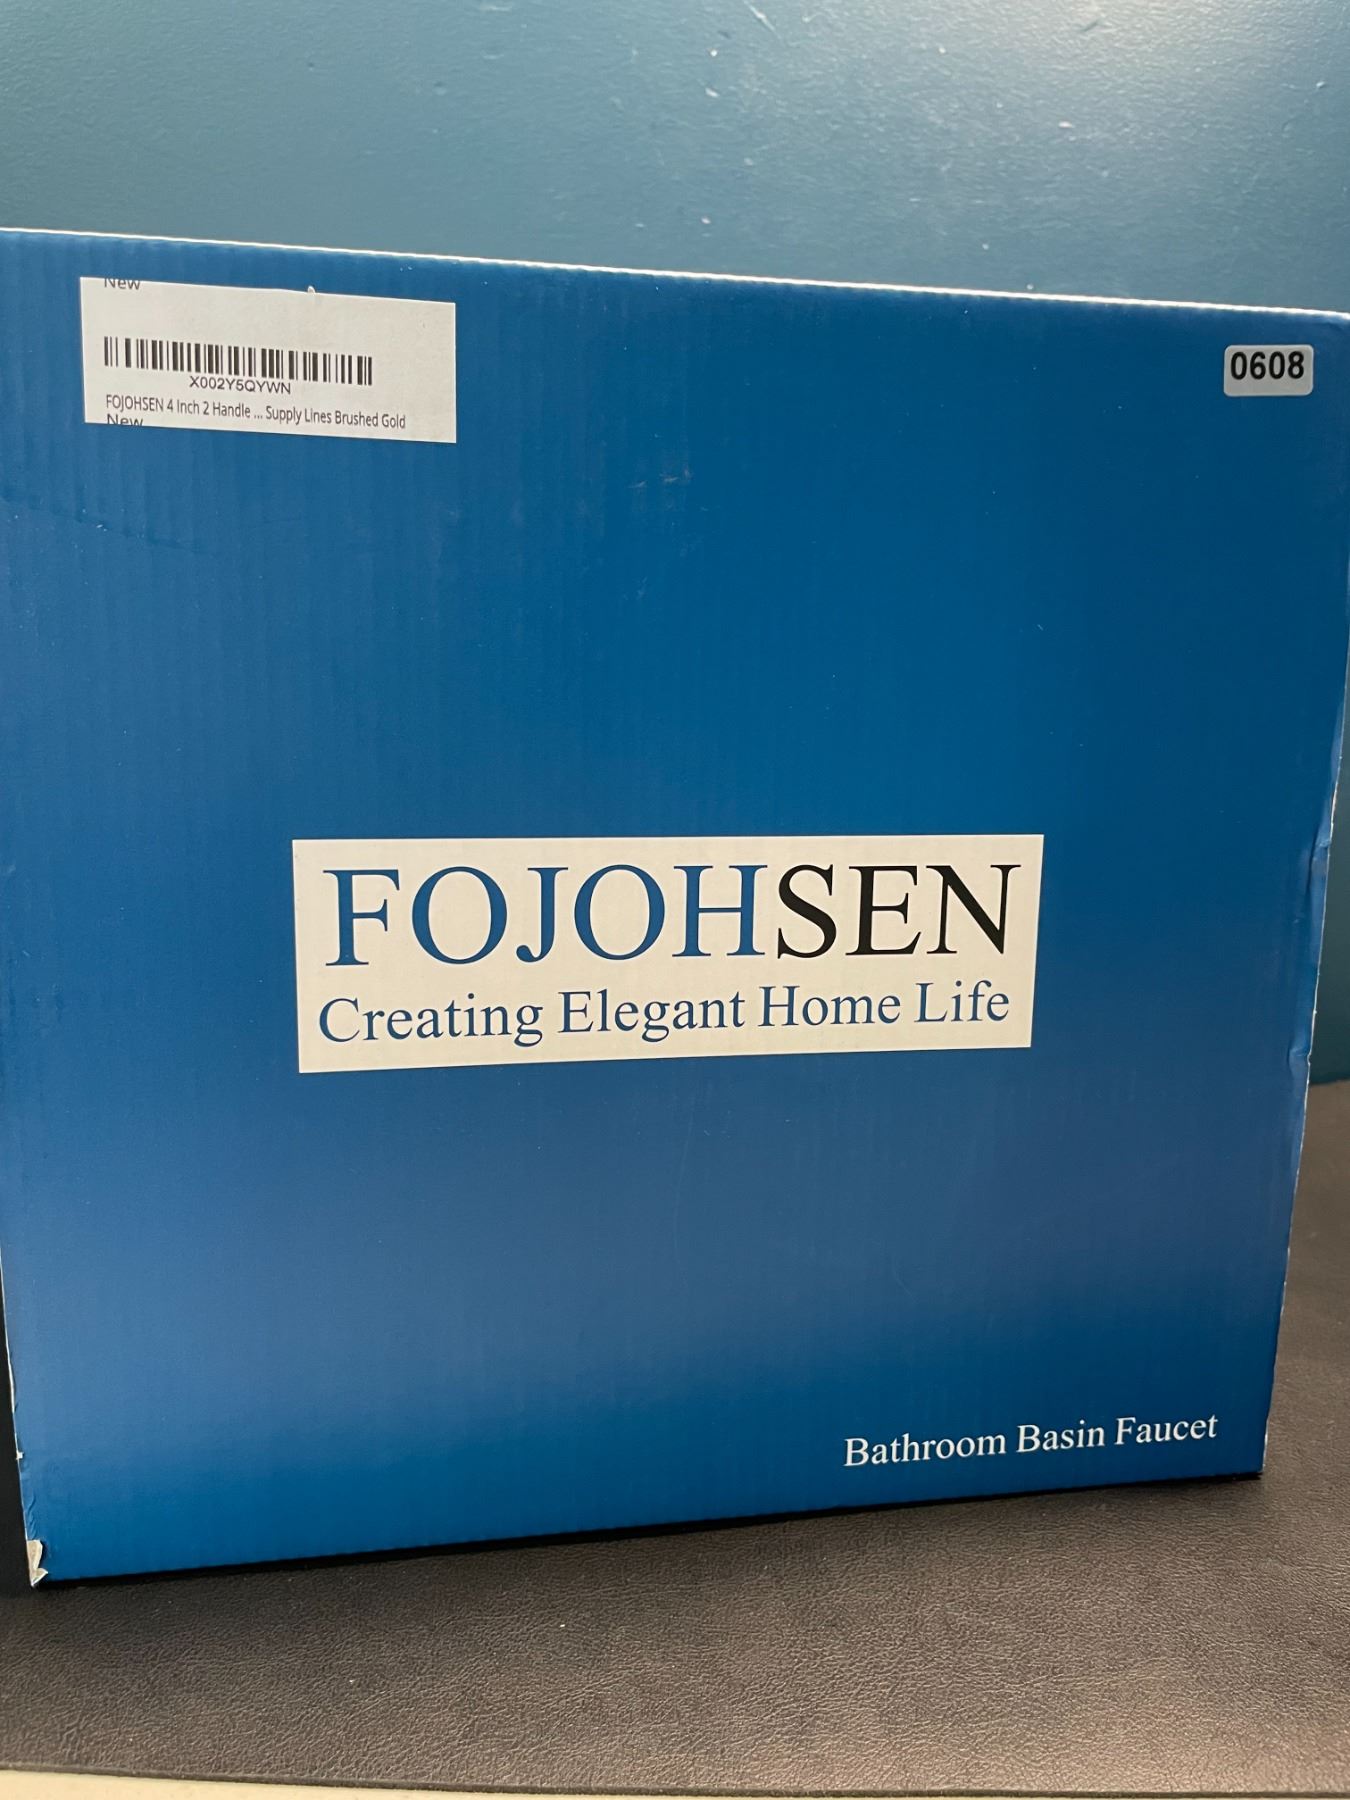 New
X002Y5QYWN
FOJOHSEN 4 Inch 2 Handle ... Supply Lines Brushed Gold
New
0608
FOJOHSEN
Creating Elegant Home Life
Bathroom Basin Faucet